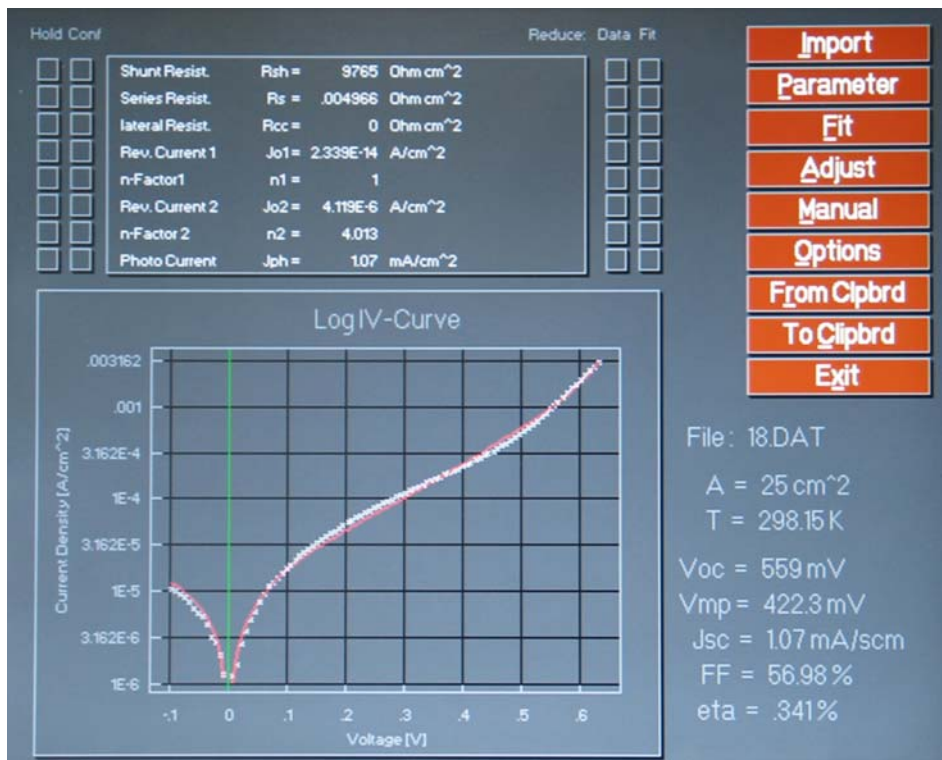 Hold Conf Reduce: Data Fit
Shunt Resist. Rsh = 9765 Ohm cm^2
Series Resist. Rs = .004966 Ohm cm^2
lateral Resist. Rcc = 0 Ohm cm^2
Rev. Current 1 Jo1 = 2.339E-14 A/cm^2
n-Factor1 n1 = 1
Rev. Current 2 Jo2 = 4.119E-6 A/cm^2
n-Factor 2 n2 = 4.013
Photo Current Jph = 1.07 mA/cm^2
Import
Parameter
Fit
Adjust
Manual
Options
From Clpbrd
To Clipbrd
Exit
Log IV-Curve
.003162
.001
3.162E-4
1E-4
3.162E-5
1E-5
3.162E-6
1E-6
Current Density [A/cm^2]
-.1 0 .1 .2 .3 .4 .5 .6
Voltage [V]
File: 18.DAT
A = 25 cm^2
T = 298.15 K
Voc = 559 mV
Vmp = 422.3 mV
Jsc = 1.07 mA/scm
FF = 56.98 %
eta = .341 %